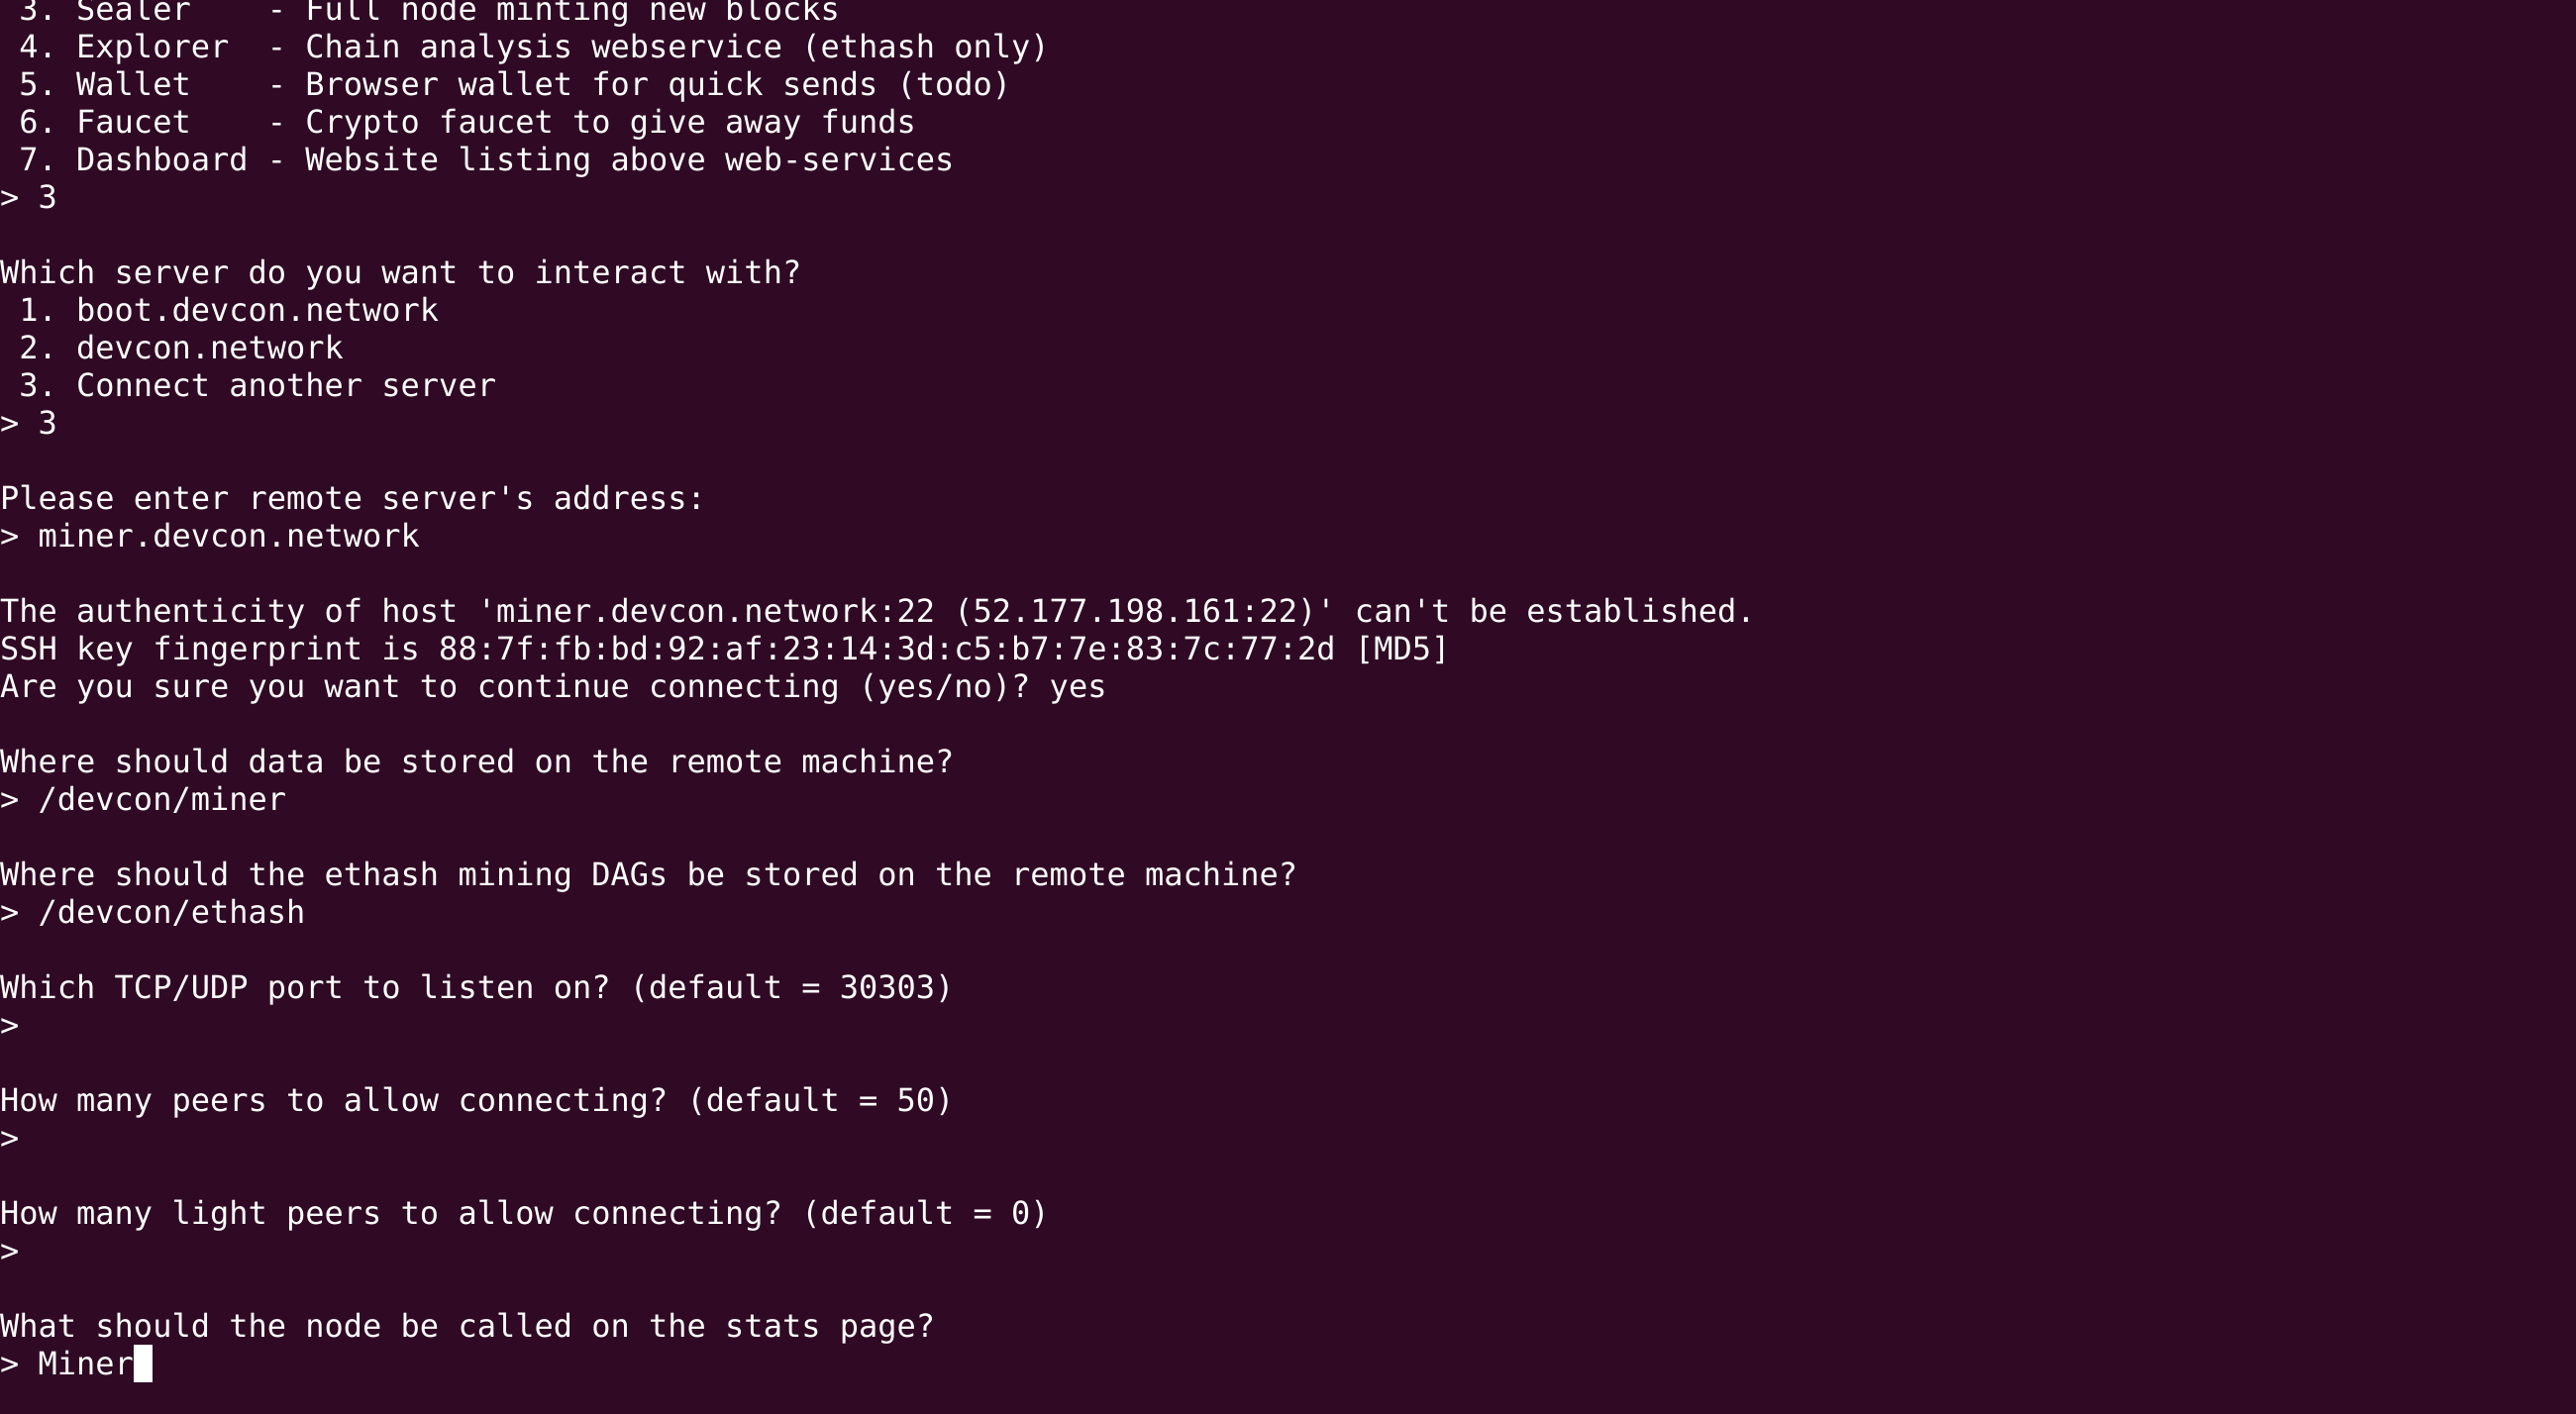 3. Sealer    - Full node minting new blocks
4. Explorer  - Chain analysis webservice (ethash only)
5. Wallet    - Browser wallet for quick sends (todo)
6. Faucet    - Crypto faucet to give away funds
7. Dashboard - Website listing above web-services
> 3
Which server do you want to interact with?
1. boot.devcon.network
2. devcon.network
3. Connect another server
> 3
Please enter remote server's address:
> miner.devcon.network
The authenticity of host 'miner.devcon.network:22 (52.177.198.161:22)' can't be established.
SSH key fingerprint is 88:7f:fb:bd:92:af:23:14:3d:c5:b7:7e:83:7c:77:2d [MD5]
Are you sure you want to continue connecting (yes/no)? yes
Where should data be stored on the remote machine?
> /devcon/miner
Where should the ethash mining DAGs be stored on the remote machine?
> /devcon/ethash
Which TCP/UDP port to listen on? (default = 30303)
>
How many peers to allow connecting? (default = 50)
>
How many light peers to allow connecting? (default = 0)
>
What should the node be called on the stats page?
> Miner